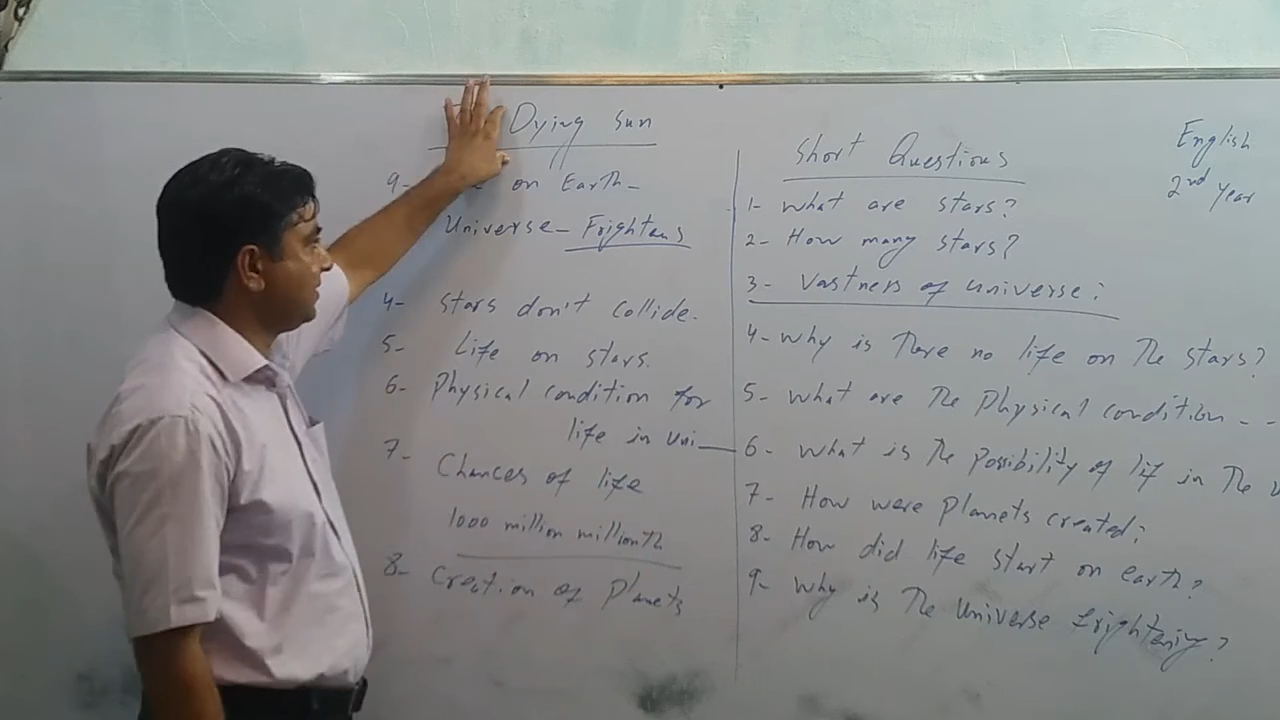 Dying Sun
9- on Earth-
Universe- Frightens
4- Stars don't collide.
5- Life on stars.
6- Physical condition for
life in Uni
7- Chances of life
1000 million millionth
8- Creation of Planets
Short Questions
1- What are stars?
2- How many stars?
3- Vastness of universe:
4- Why is there no life on the stars?
5- What are the Physical condition - -
6- What is the Possibility of lif in the
7- How were planets created;
8- How did life start on earth?
9- Why is the Universe frightening?
English
2nd Year